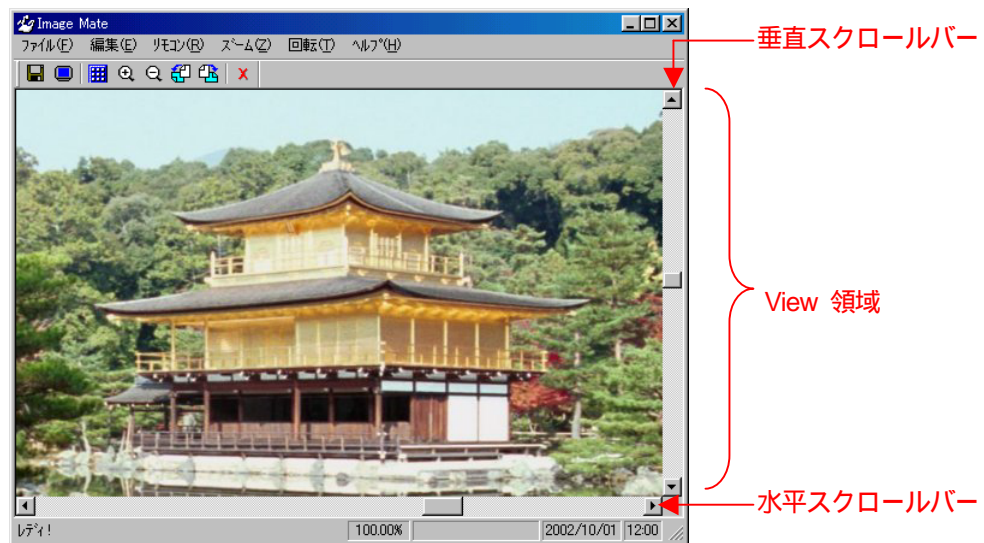 Image Mate
ﾌｧｲﾙ(F) 編集(E) ﾘﾓｺﾝ(R) ｽﾞｰﾑ(Z) 回転(T) ﾍﾙﾌﾟ(H)
垂直スクロールバー
View 領域
水平スクロールバー
ﾚﾃﾞｨ! 100.00% 2002/10/01 12:00